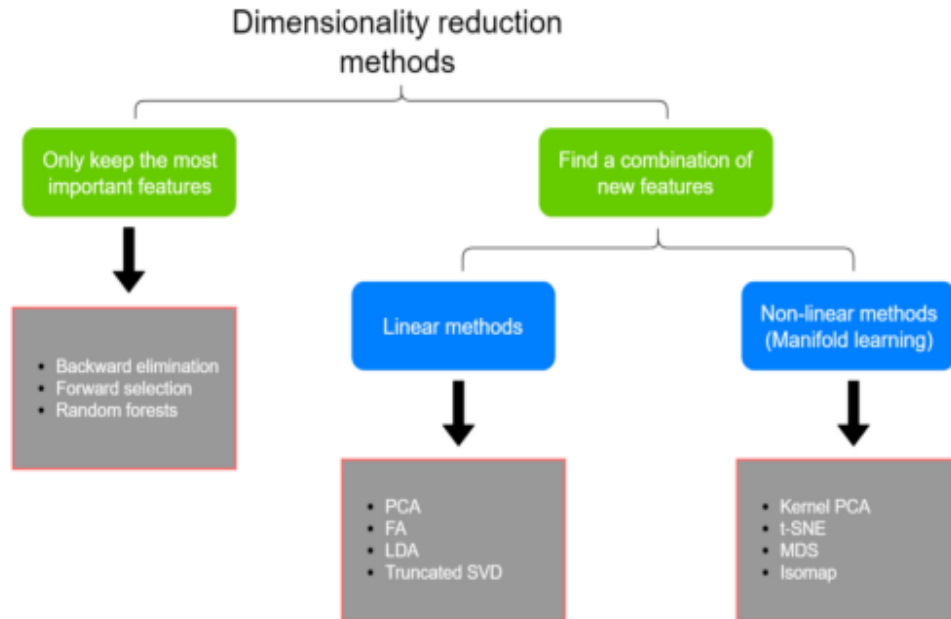 Dimensionality reduction
methods
Only keep the most
important features
Find a combination of
new features
Backward elimination
Forward selection
Random forests
Linear methods
Non-linear methods
(Manifold learning)
PCA
FA
LDA
Truncated SVD
Kernel PCA
t-SNE
MDS
Isomap